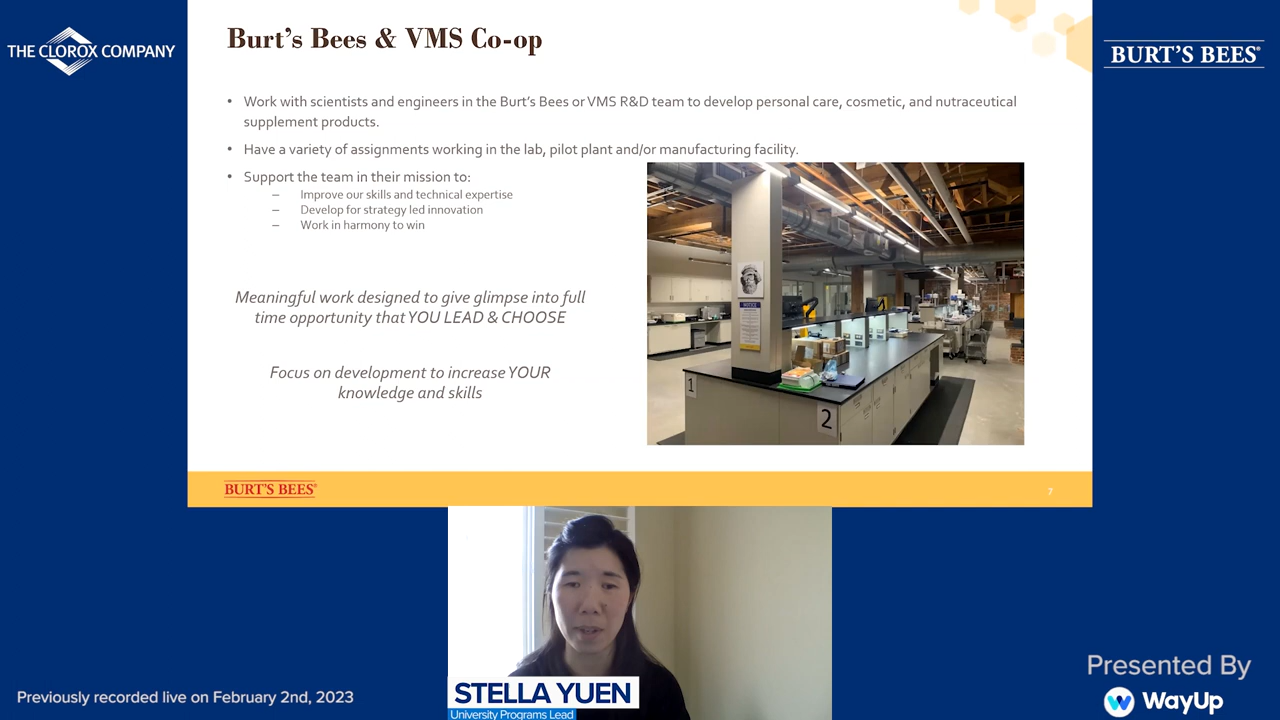 THE CLOROX COMPANY
Burt's Bees & VMS Co-op
BURT'S BEES®
• Work with scientists and engineers in the Burt's Bees or VMS R&D team to develop personal care, cosmetic, and nutraceutical
supplement products.
• Have a variety of assignments working in the lab, pilot plant and/or manufacturing facility.
• Support the team in their mission to:
– Improve our skills and technical expertise
– Develop for strategy led innovation
– Work in harmony to win
Meaningful work designed to give glimpse into full
time opportunity that YOU LEAD & CHOOSE
Focus on development to increase YOUR
knowledge and skills
NOTICE
1
2
BURT'S BEES®
7
STELLA YUEN
University Programs Lead
Previously recorded live on February 2nd, 2023
Presented By
WayUp